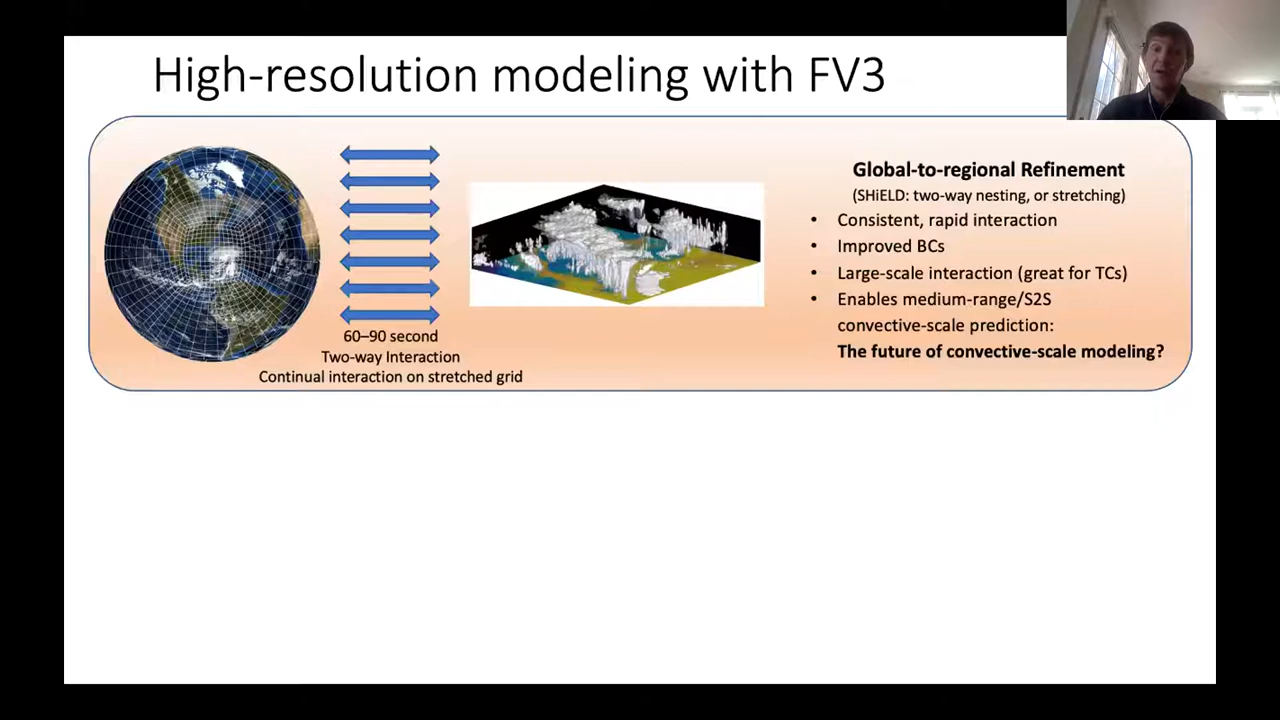 High-resolution modeling with FV3
60–90 second
Two-way Interaction
Continual interaction on stretched grid
Global-to-regional Refinement
(SHiELD: two-way nesting, or stretching)
• Consistent, rapid interaction
• Improved BCs
• Large-scale interaction (great for TCs)
• Enables medium-range/S2S
convective-scale prediction:
The future of convective-scale modeling?